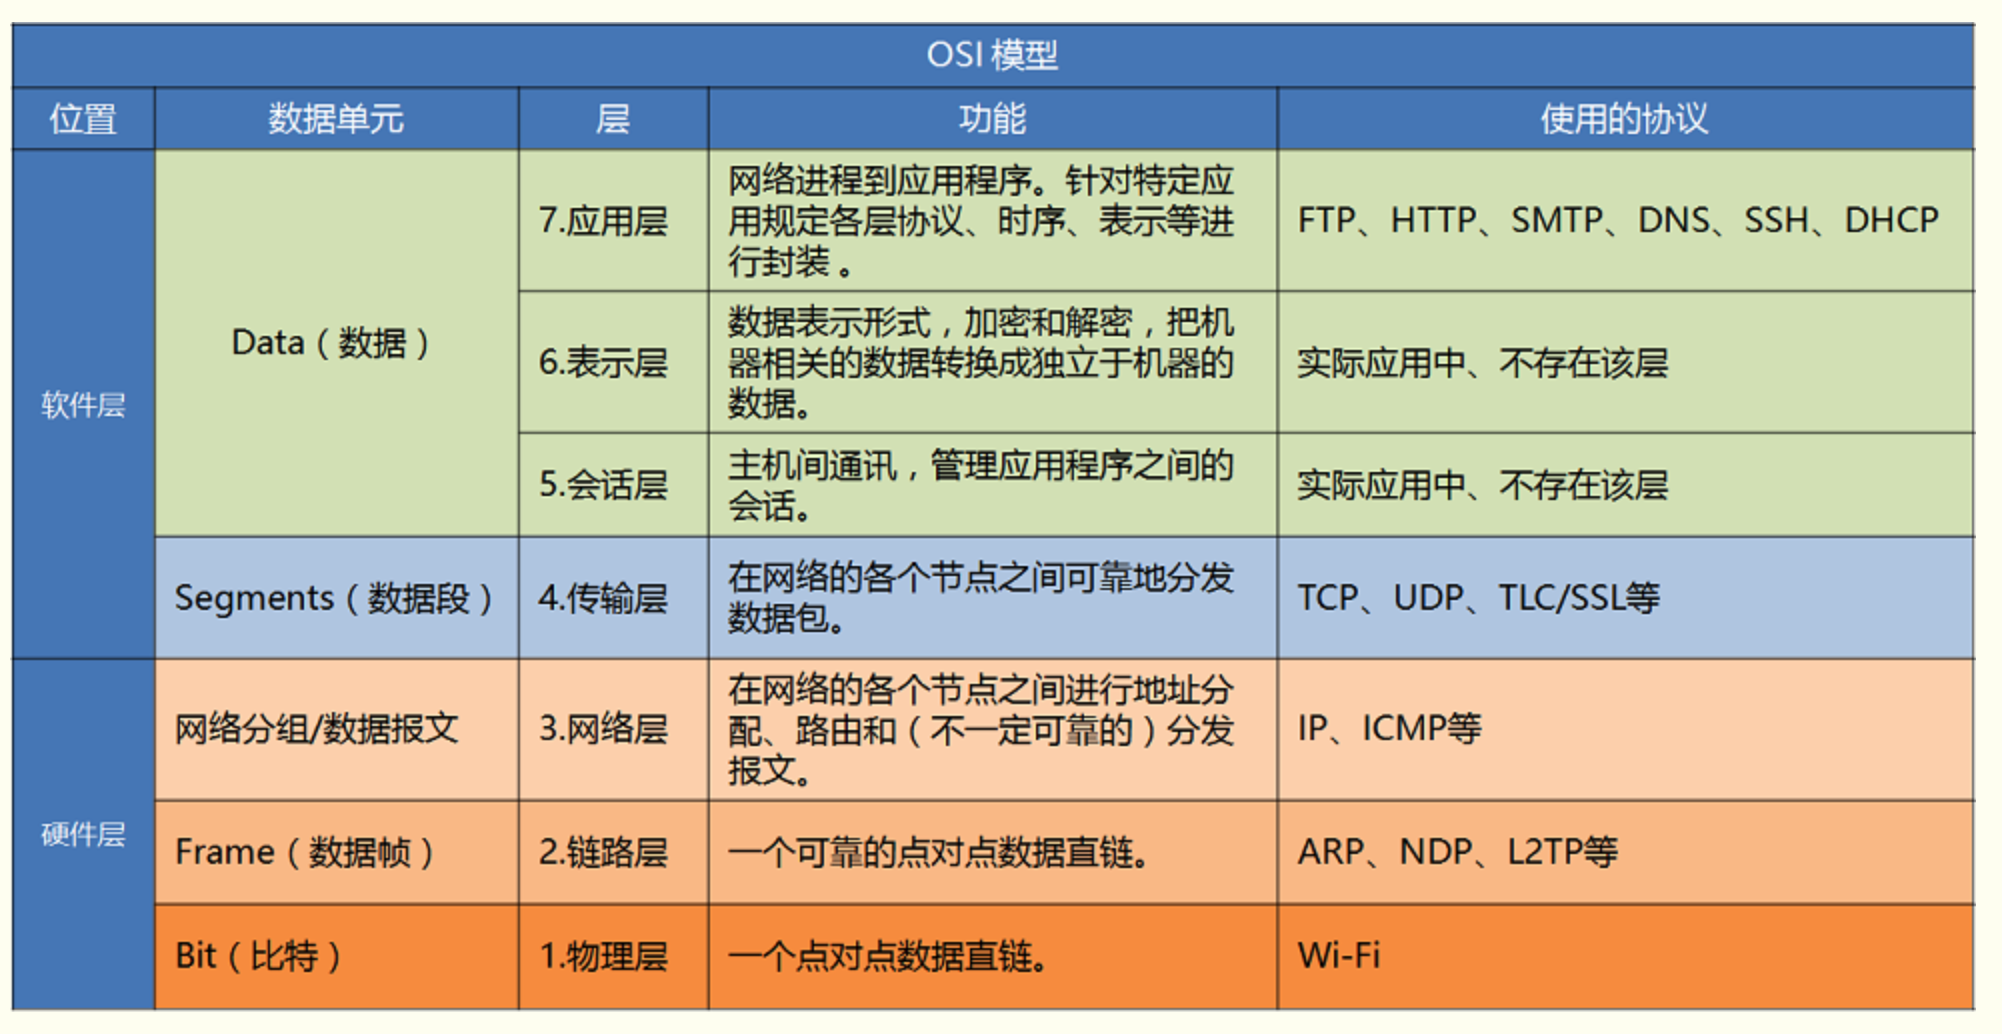 OSI 模型
位置
数据单元
层
功能
使用的协议
软件层
Data（数据）
7.应用层
网络进程到应用程序。针对特定应
用规定各层协议、时序、表示等进
行封装 。
FTP、HTTP、SMTP、DNS、SSH、DHCP
6.表示层
数据表示形式，加密和解密，把机
器相关的数据转换成独立于机器的
数据。
实际应用中、不存在该层
5.会话层
主机间通讯，管理应用程序之间的
会话。
实际应用中、不存在该层
Segments（数据段）
4.传输层
在网络的各个节点之间可靠地分发
数据包。
TCP、UDP、TLC/SSL等
硬件层
网络分组/数据报文
3.网络层
在网络的各个节点之间进行地址分
配、路由和（不一定可靠的）分发
报文。
IP、ICMP等
Frame（数据帧）
2.链路层
一个可靠的点对点数据直链。
ARP、NDP、L2TP等
Bit（比特）
1.物理层
一个点对点数据直链。
Wi-Fi